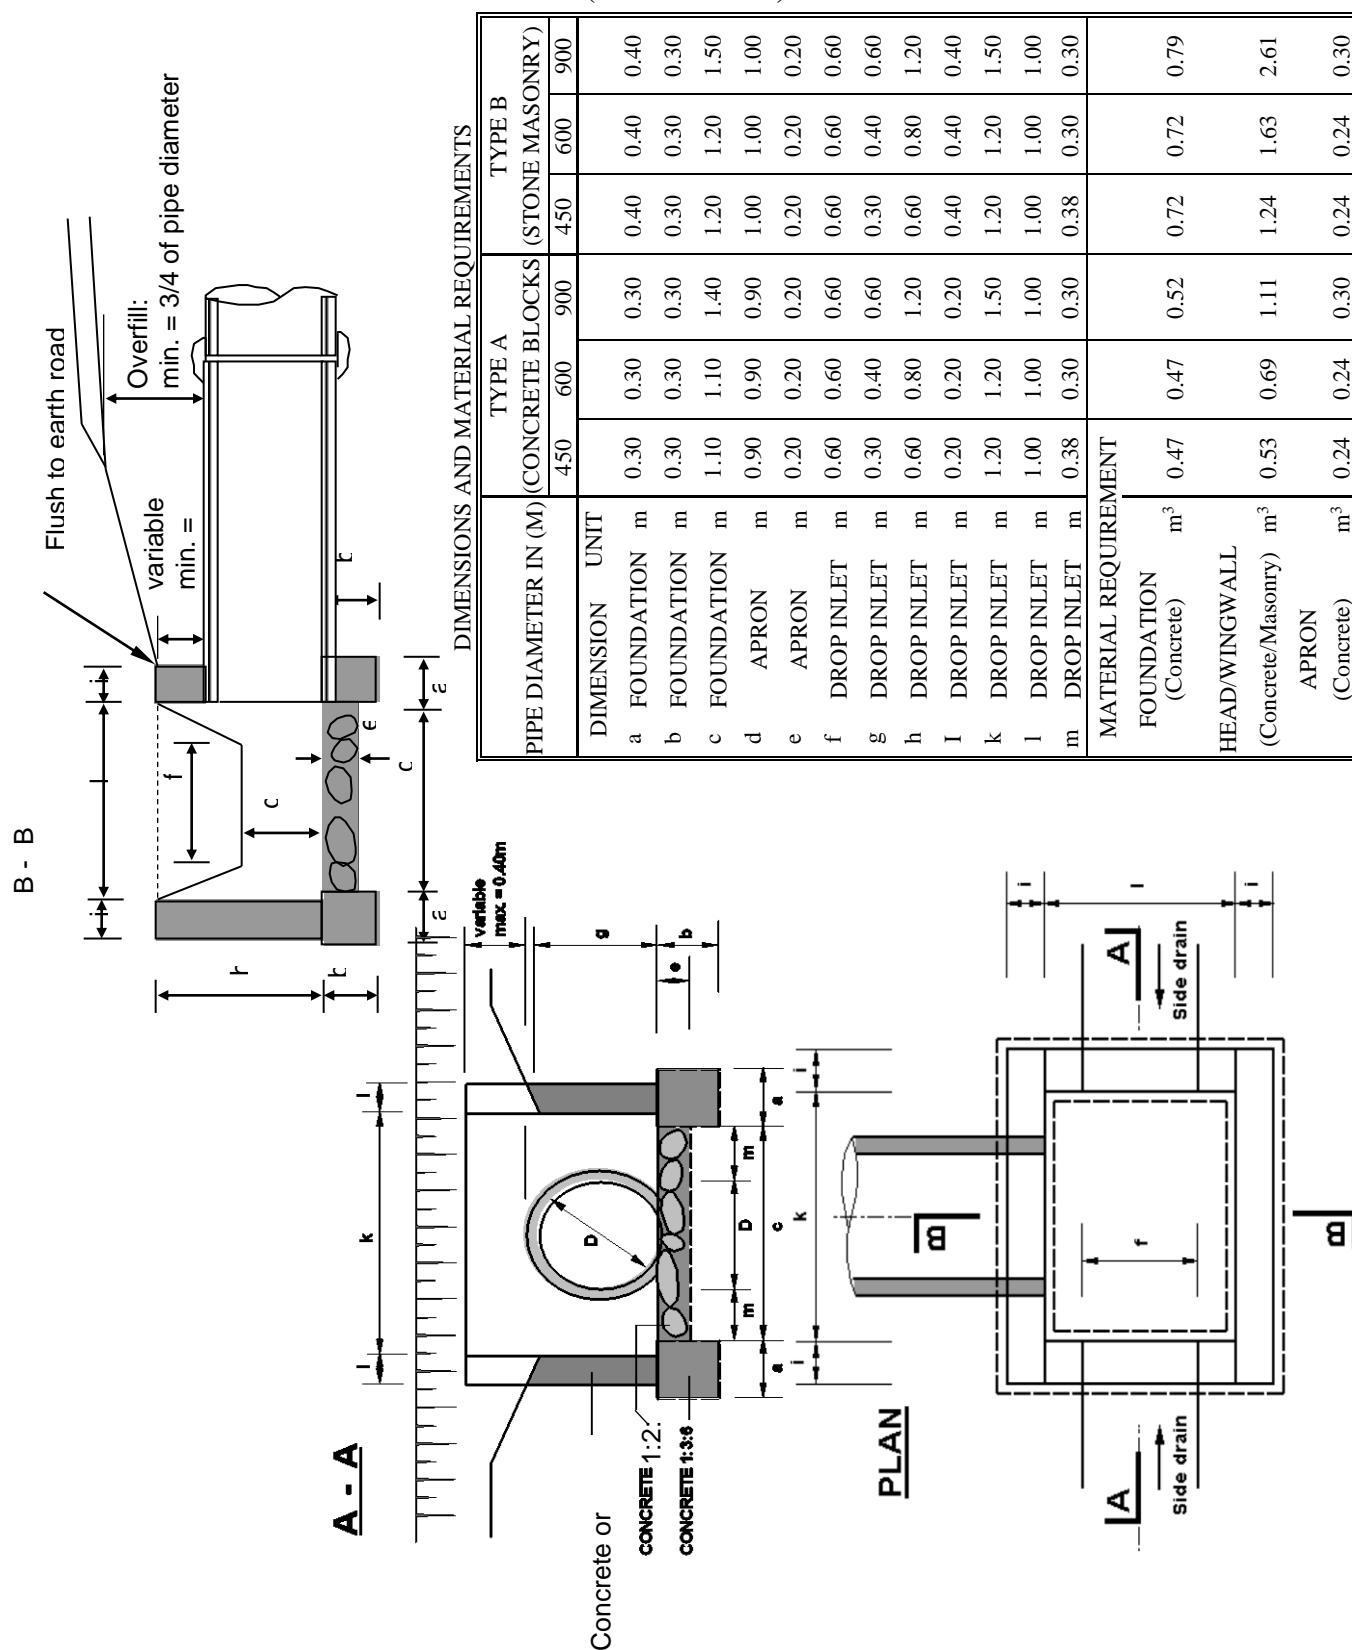 B - B
Flush to earth road
variable
min. =
Overfill:
min. = 3/4 of pipe diameter
l
f
c
h
b
a
c
e
a
b
A - A
l
k
l
variable
max. = 0.40m
g
b
e
D
m
D
m
a
c
a
Concrete or
CONCRETE 1:2:
CONCRETE 1:3:6
PLAN
i
k
i
i
l
i
f
A
A
B
B
Side drain
Side drain
DIMENSIONS AND MATERIAL REQUIREMENTS
PIPE DIAMETER IN (M) TYPE A (CONCRETE BLOCKS TYPE B (STONE MASONRY)
450 600 900 450 600 900
DIMENSION UNIT
a FOUNDATION m 0.30 0.30 0.30 0.40 0.40 0.40
b FOUNDATION m 0.30 0.30 0.30 0.30 0.30 0.30
c FOUNDATION m 1.10 1.10 1.40 1.20 1.20 1.50
d APRON m 0.90 0.90 0.90 1.00 1.00 1.00
e APRON m 0.20 0.20 0.20 0.20 0.20 0.20
f DROP INLET m 0.60 0.60 0.60 0.60 0.60 0.60
g DROP INLET m 0.30 0.40 0.60 0.30 0.40 0.60
h DROP INLET m 0.60 0.80 1.20 0.60 0.80 1.20
I DROP INLET m 0.20 0.20 0.20 0.40 0.40 0.40
k DROP INLET m 1.20 1.20 1.50 1.20 1.20 1.50
l DROP INLET m 1.00 1.00 1.00 1.00 1.00 1.00
m DROP INLET m 0.38 0.30 0.30 0.38 0.30 0.30
MATERIAL REQUIREMENT
FOUNDATION
(Concrete) m³ 0.47 0.47 0.52 0.72 0.72 0.79
HEAD/WINGWALL
(Concrete/Masonry) m³ 0.53 0.69 1.11 1.24 1.63 2.61
APRON
(Concrete) m³ 0.24 0.24 0.30 0.24 0.24 0.30